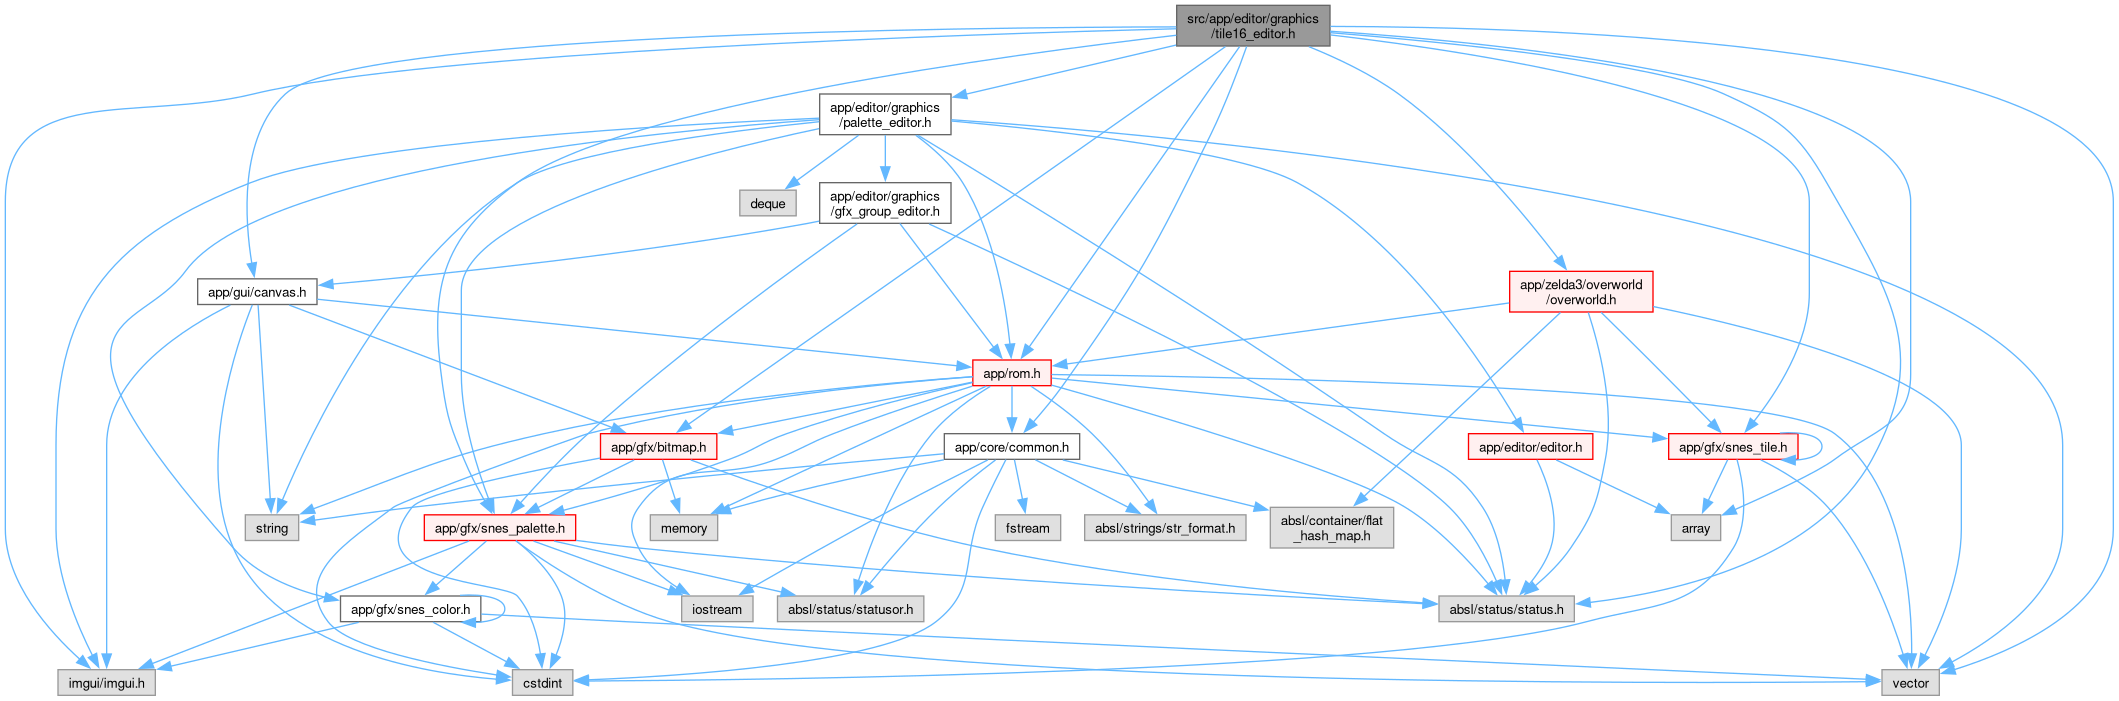 src/app/editor/graphics
/tile16_editor.h
app/editor/graphics
/palette_editor.h
deque
app/editor/graphics
/gfx_group_editor.h
app/gui/canvas.h
app/zelda3/overworld
/overworld.h
app/rom.h
app/gfx/bitmap.h
app/core/common.h
app/editor/editor.h
app/gfx/snes_tile.h
string
app/gfx/snes_palette.h
memory
fstream
absl/strings/str_format.h
absl/container/flat
_hash_map.h
array
app/gfx/snes_color.h
iostream
absl/status/statusor.h
absl/status/status.h
imgui/imgui.h
cstdint
vector